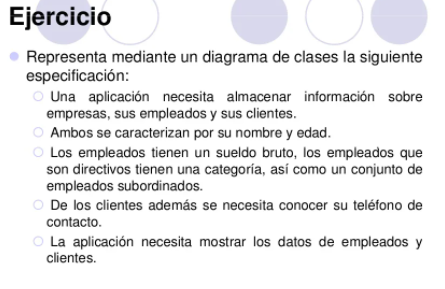 Ejercicio
Representa mediante un diagrama de clases la siguiente
especificación:
Una aplicación necesita almacenar información sobre
empresas, sus empleados y sus clientes.
Ambos se caracterizan por su nombre y edad.
Los empleados tienen un sueldo bruto, los empleados que
son directivos tienen una categoría, así como un conjunto de
empleados subordinados.
De los clientes además se necesita conocer su teléfono de
contacto.
La aplicación necesita mostrar los datos de empleados y
clientes.